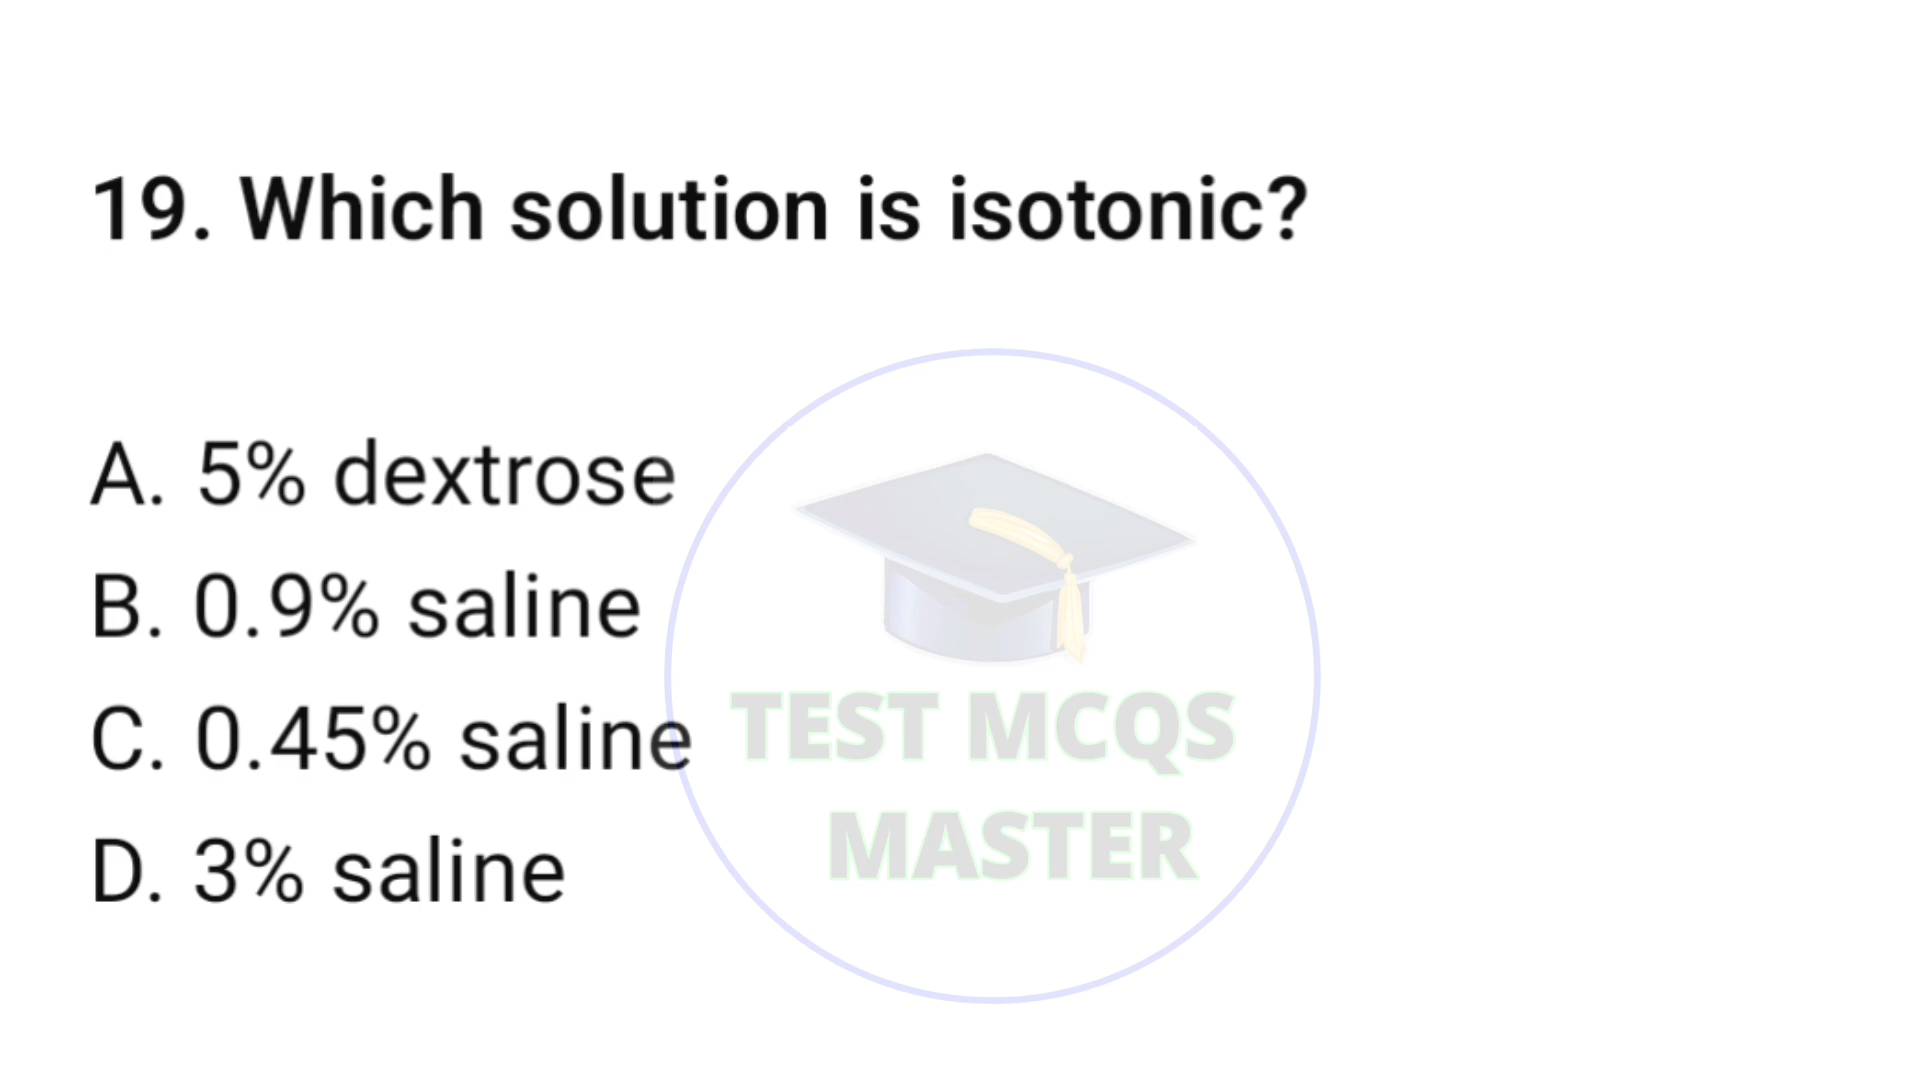 19. Which solution is isotonic?
A. 5% dextrose
B. 0.9% saline
C. 0.45% saline
D. 3% saline
TEST MCQS
MASTER